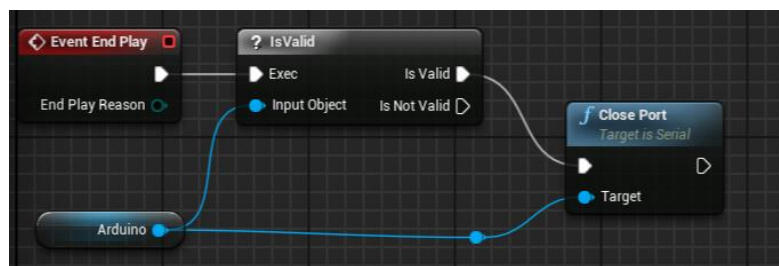 Event End Play
End Play Reason
? IsValid
Exec
Is Valid
Input Object
Is Not Valid
f Close Port
Target is Serial
Target
Arduino